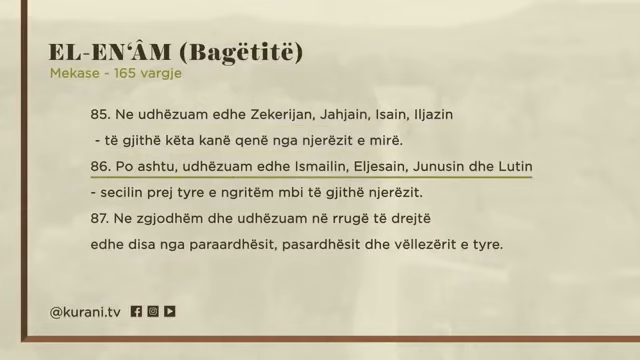 EL-EN‘ÂM (Bagëtitë)
Mekase - 165 vargje
85. Ne udhëzuam edhe Zekerijan, Jahjain, Isain, Iljazin
- të gjithë këta kanë qenë nga njerëzit e mirë.
86. Po ashtu, udhëzuam edhe Ismailin, Eljesain, Junusin dhe Lutin
- secilin prej tyre e ngritëm mbi të gjithë njerëzit.
87. Ne zgjodhëm dhe udhëzuam në rrugë të drejtë
edhe disa nga paraardhësit, pasardhësit dhe vëllezërit e tyre.
@kurani.tv